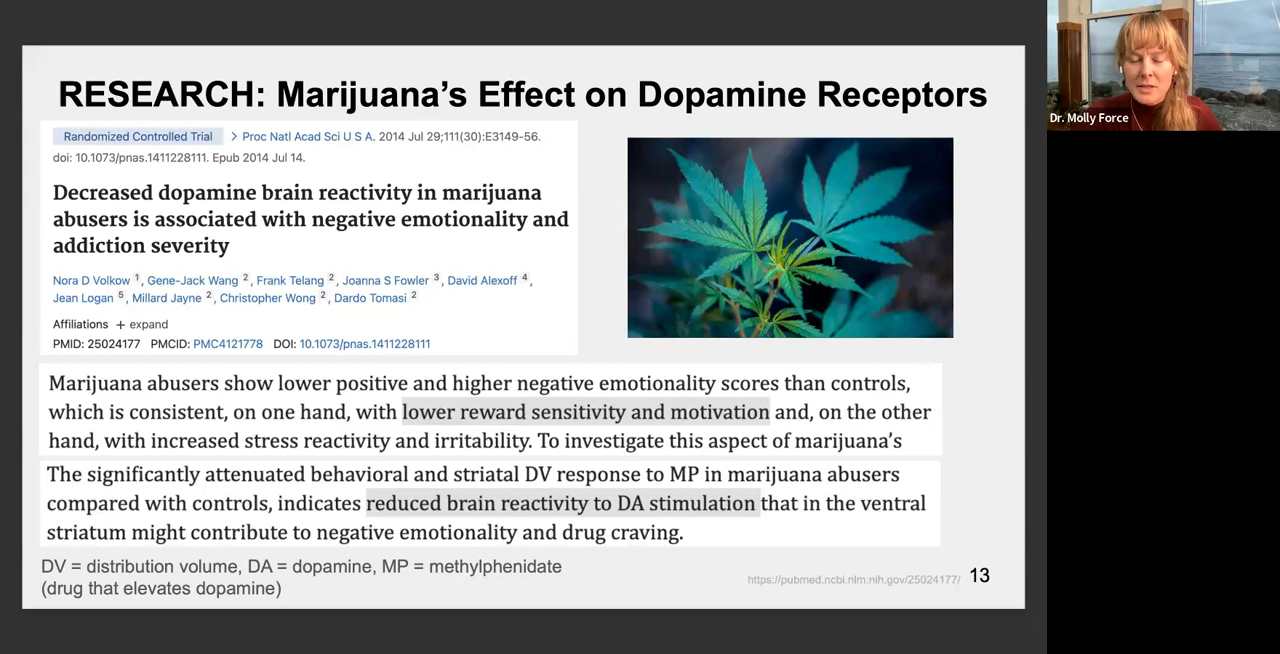 RESEARCH: Marijuana's Effect on Dopamine Receptors
Randomized Controlled Trial > Proc Natl Acad Sci U S A. 2014 Jul 29;111(30):E3149-56.
doi: 10.1073/pnas.1411228111. Epub 2014 Jul 14.
Decreased dopamine brain reactivity in marijuana
abusers is associated with negative emotionality and
addiction severity
Nora D Volkow 1, Gene-Jack Wang 2, Frank Telang 2, Joanna S Fowler 3, David Alexoff 4,
Jean Logan 5, Millard Jayne 2, Christopher Wong 2, Dardo Tomasi 2
Affiliations + expand
PMID: 25024177 PMCID: PMC4121778 DOI: 10.1073/pnas.1411228111
Marijuana abusers show lower positive and higher negative emotionality scores than controls,
which is consistent, on one hand, with lower reward sensitivity and motivation and, on the other
hand, with increased stress reactivity and irritability. To investigate this aspect of marijuana's
The significantly attenuated behavioral and striatal DV response to MP in marijuana abusers
compared with controls, indicates reduced brain reactivity to DA stimulation that in the ventral
striatum might contribute to negative emotionality and drug craving.
DV = distribution volume, DA = dopamine, MP = methylphenidate
(drug that elevates dopamine)
https://pubmed.ncbi.nlm.nih.gov/25024177/ 13
Dr. Molly Force